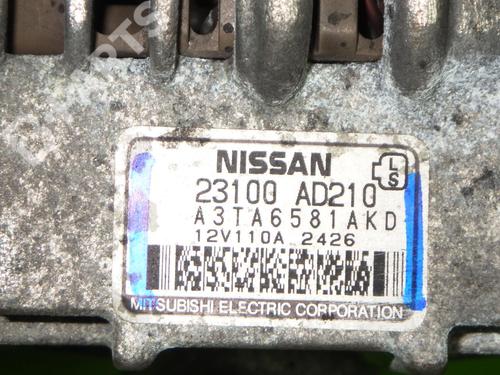 NISSAN
L
S
23100 AD210
A3TA6581AKD
12V110A 2426
MITSUBISHI ELECTRIC CORPORATION